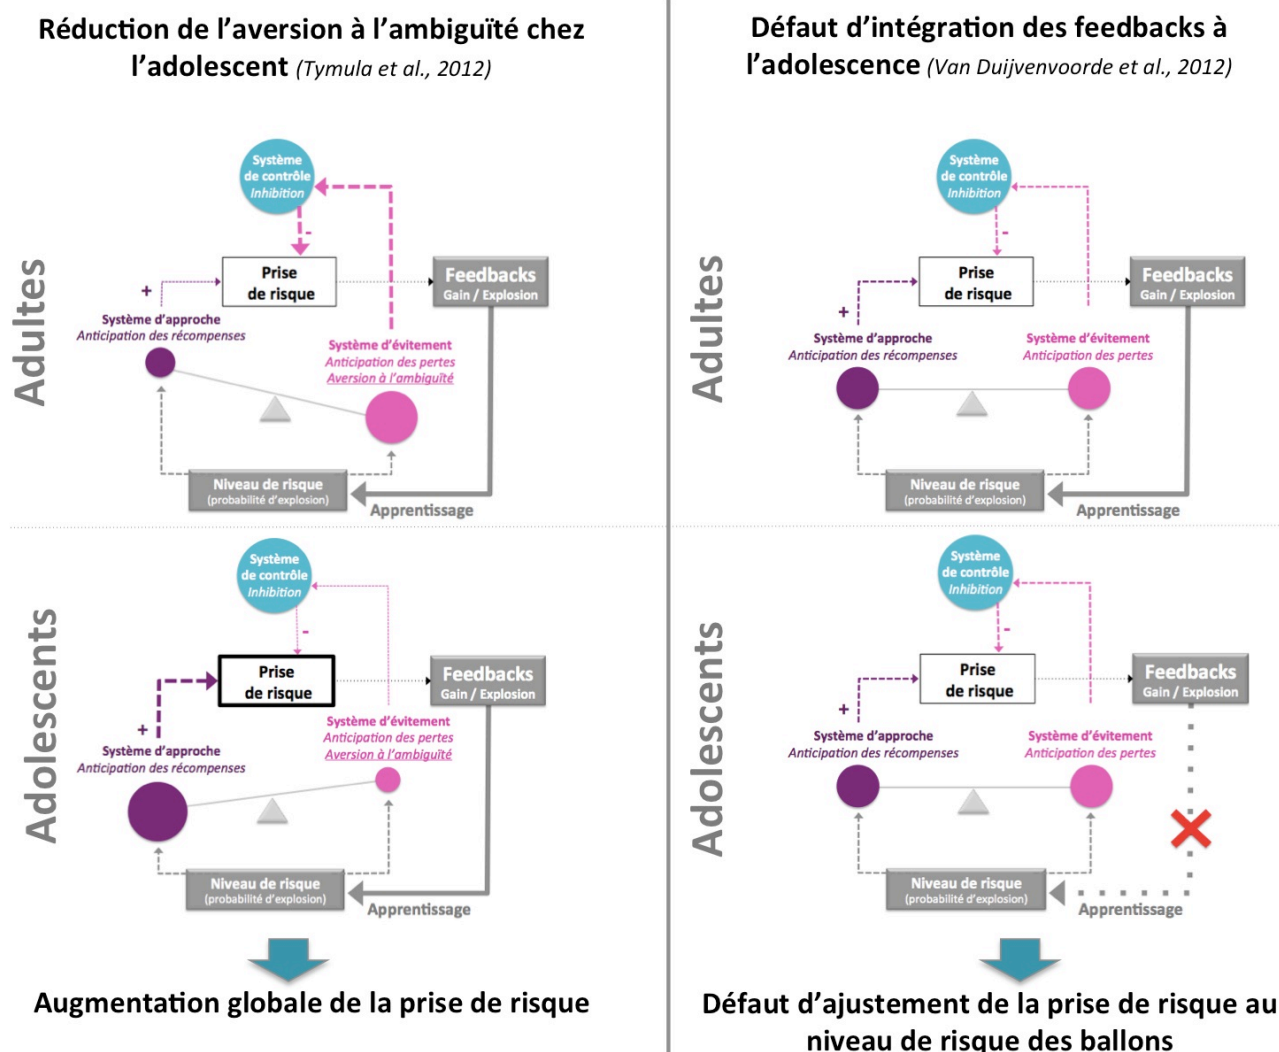 Réduction de l’aversion à l’ambiguïté chez
l’adolescent (Tymula et al., 2012)
Système
de contrôle
Inhibition
-
Prise
de risque
Feedbacks
Gain / Explosion
+
Système d’approche
Anticipation des récompenses
Système d’évitement
Anticipation des pertes
Aversion à l’ambiguïté
Adultes
Niveau de risque
(probabilité d’explosion)
Apprentissage
Système
de contrôle
Inhibition
-
Prise
de risque
Feedbacks
Gain / Explosion
+
Système d’approche
Anticipation des récompenses
Système d’évitement
Anticipation des pertes
Aversion à l’ambiguïté
Adolescents
Niveau de risque
(probabilité d’explosion)
Apprentissage
Augmentation globale de la prise de risque
Défaut d’intégration des feedbacks à
l’adolescence (Van Duijvenvoorde et al., 2012)
Système
de contrôle
Inhibition
-
Prise
de risque
Feedbacks
Gain / Explosion
+
Système d’approche
Anticipation des récompenses
Système d’évitement
Anticipation des pertes
Adultes
Niveau de risque
(probabilité d’explosion)
Apprentissage
Système
de contrôle
Inhibition
-
Prise
de risque
Feedbacks
Gain / Explosion
+
Système d’approche
Anticipation des récompenses
Système d’évitement
Anticipation des pertes
Adolescents
Niveau de risque
(probabilité d’explosion)
Apprentissage
Défaut d’ajustement de la prise de risque au
niveau de risque des ballons